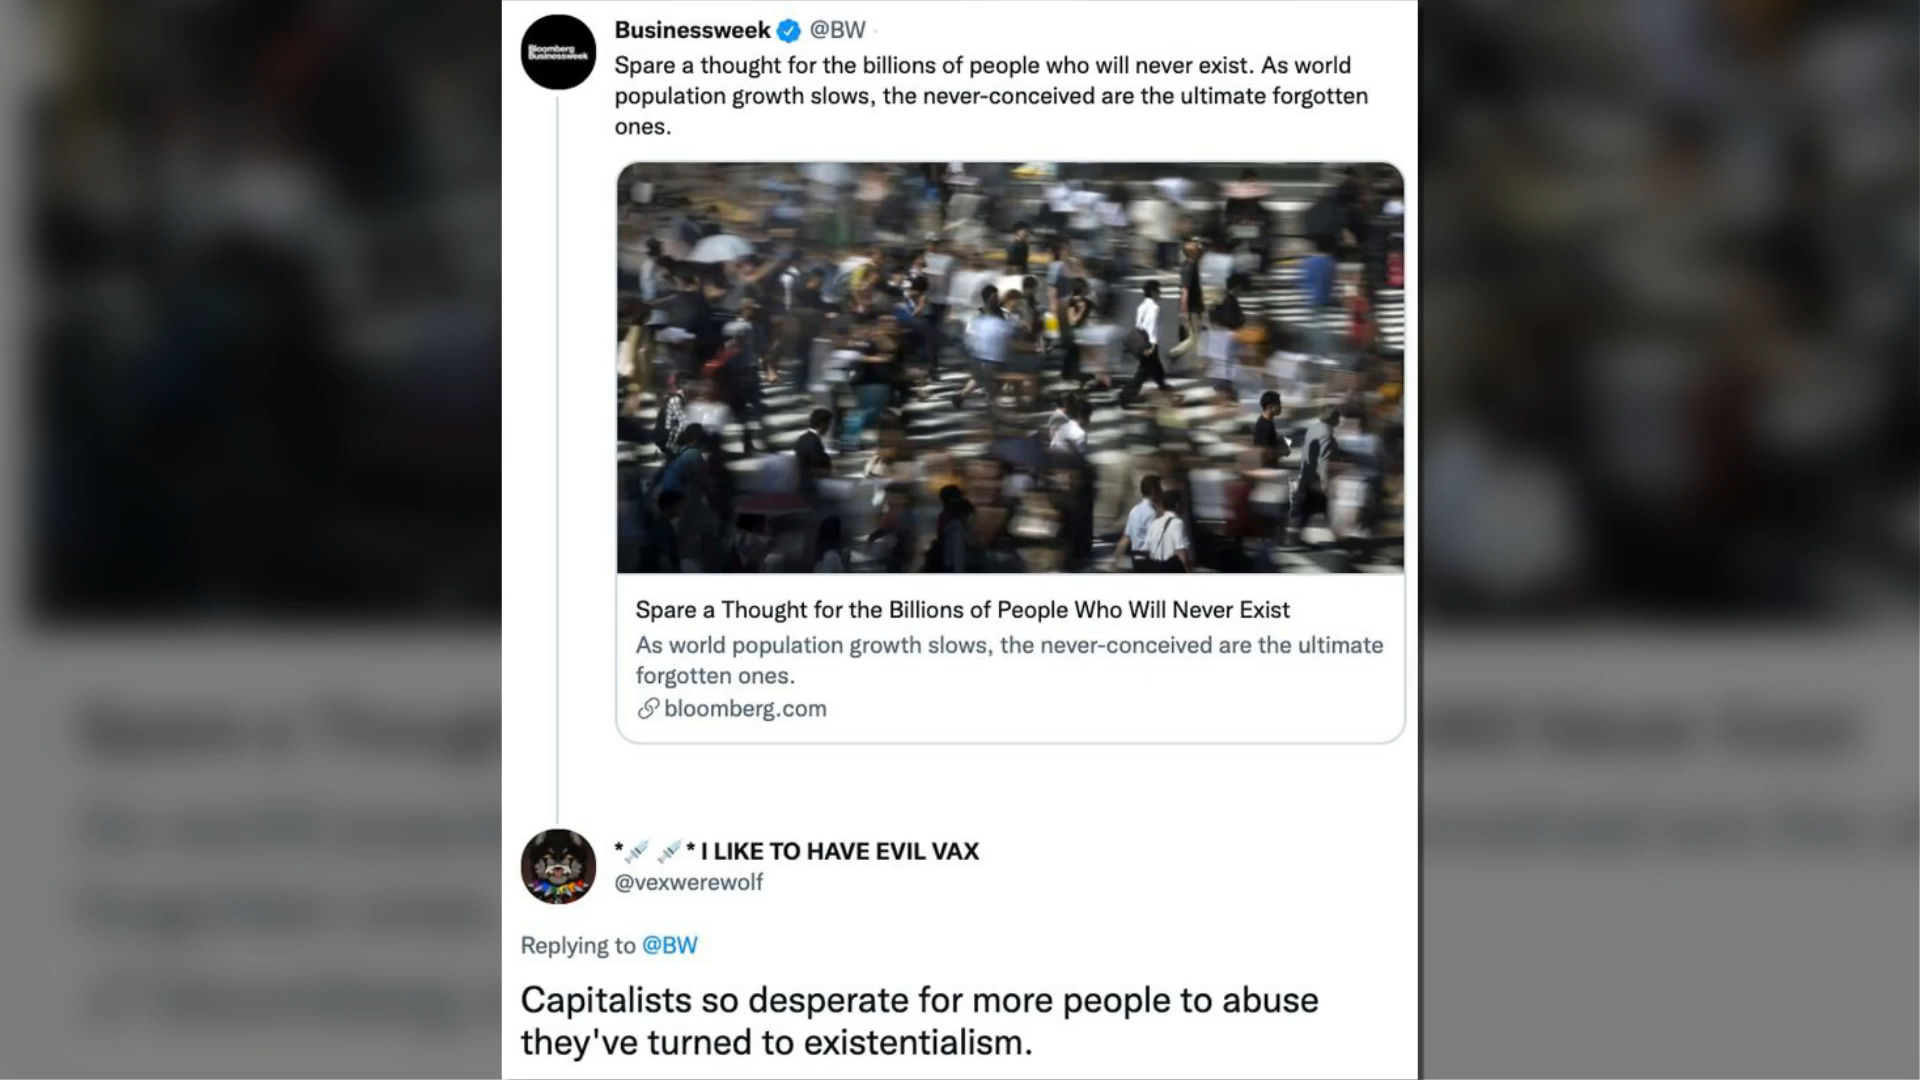 Bloomberg
Businessweek
Businessweek @BW
Spare a thought for the billions of people who will never exist. As world
population growth slows, the never-conceived are the ultimate forgotten
ones.
Spare a Thought for the Billions of People Who Will Never Exist
As world population growth slows, the never-conceived are the ultimate
forgotten ones.
bloomberg.com
*💉 💉* I LIKE TO HAVE EVIL VAX
@vexwerewolf
Replying to @BW
Capitalists so desperate for more people to abuse
they've turned to existentialism.